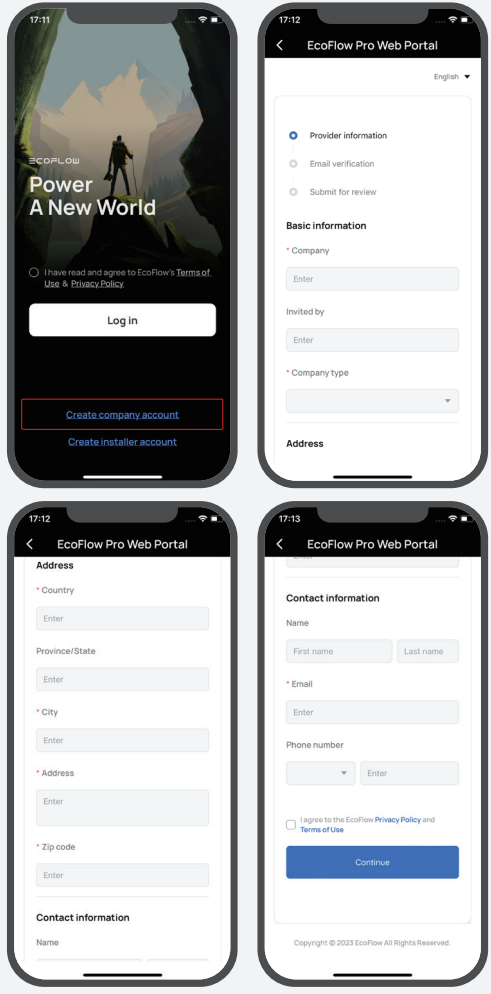 17:11
ECOFLOW
Power
A New World
I have read and agree to EcoFlow's Terms of
Use & Privacy Policy
Log in
Create company account
Create installer account
17:12
EcoFlow Pro Web Portal
English
Provider information
Email verification
Submit for review
Basic information
* Company
Enter
Invited by
Enter
* Company type
Address
17:12
EcoFlow Pro Web Portal
Address
* Country
Enter
Province/State
Enter
* City
Enter
* Address
Enter
* Zip code
Enter
Contact information
Name
17:13
EcoFlow Pro Web Portal
Contact information
Name
First name Last name
* Email
Enter
Phone number
Enter
I agree to the EcoFlow Privacy Policy and
Terms of Use
Continue
Copyright © 2023 EcoFlow All Rights Reserved.